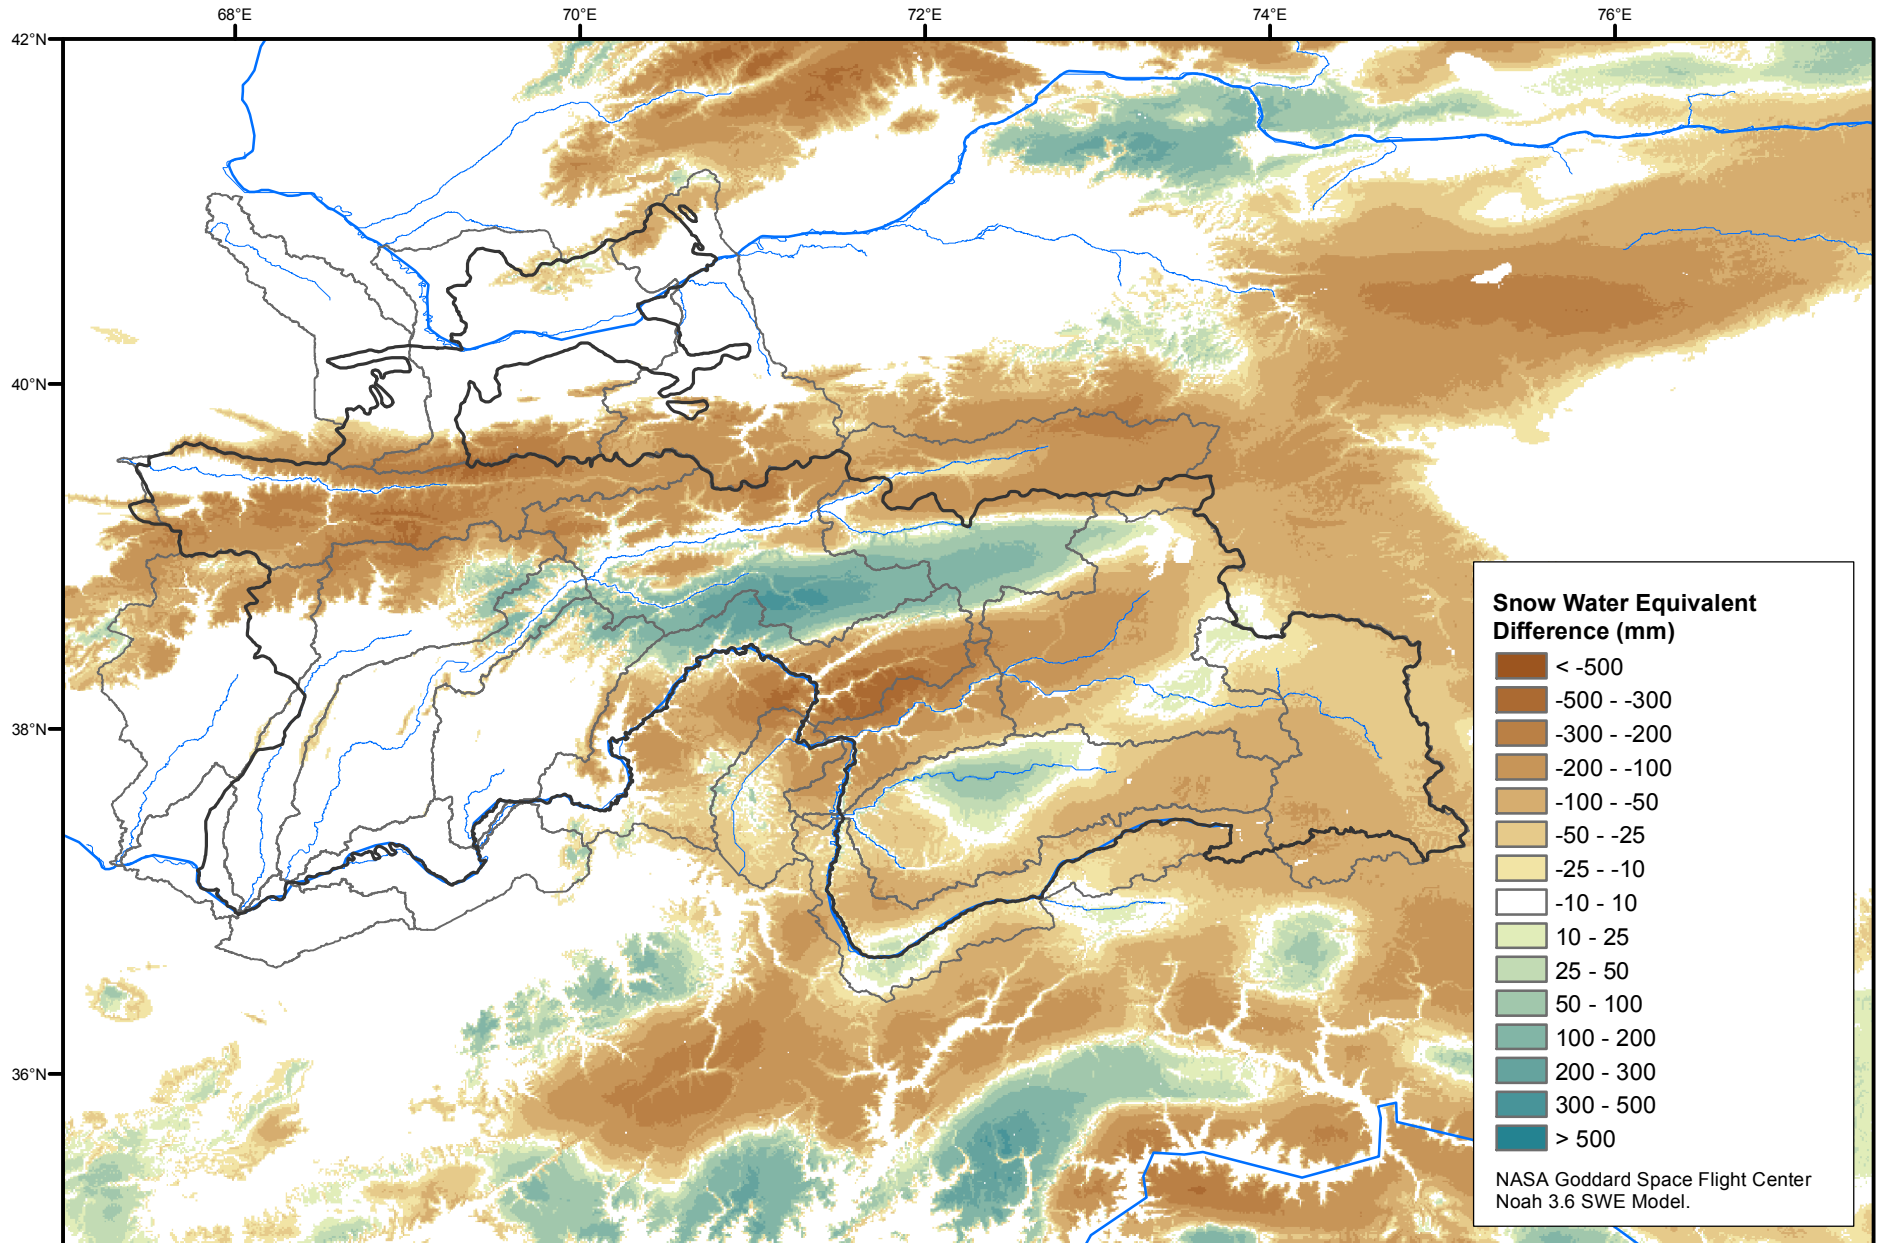 68°E
70°E
72°E
74°E
76°E
42°N
40°N
38°N
36°N
Snow Water Equivalent
Difference (mm)
< -500
-500 - -300
-300 - -200
-200 - -100
-100 - -50
-50 - -25
-25 - -10
-10 - 10
10 - 25
25 - 50
50 - 100
100 - 200
200 - 300
300 - 500
> 500
NASA Goddard Space Flight Center
Noah 3.6 SWE Model.